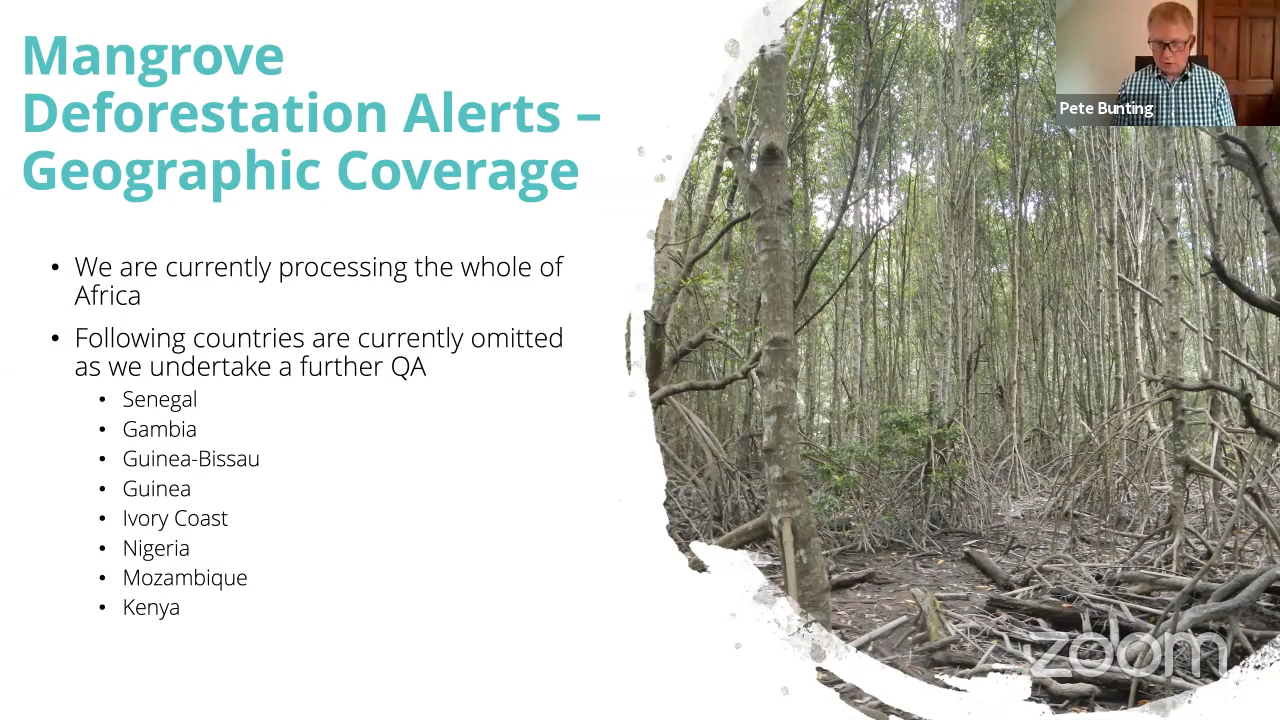 Mangrove
Deforestation Alerts –
Geographic Coverage
• We are currently processing the whole of
Africa
• Following countries are currently omitted
as we undertake a further QA
• Senegal
• Gambia
• Guinea-Bissau
• Guinea
• Ivory Coast
• Nigeria
• Mozambique
• Kenya
Pete Bunting
zoom